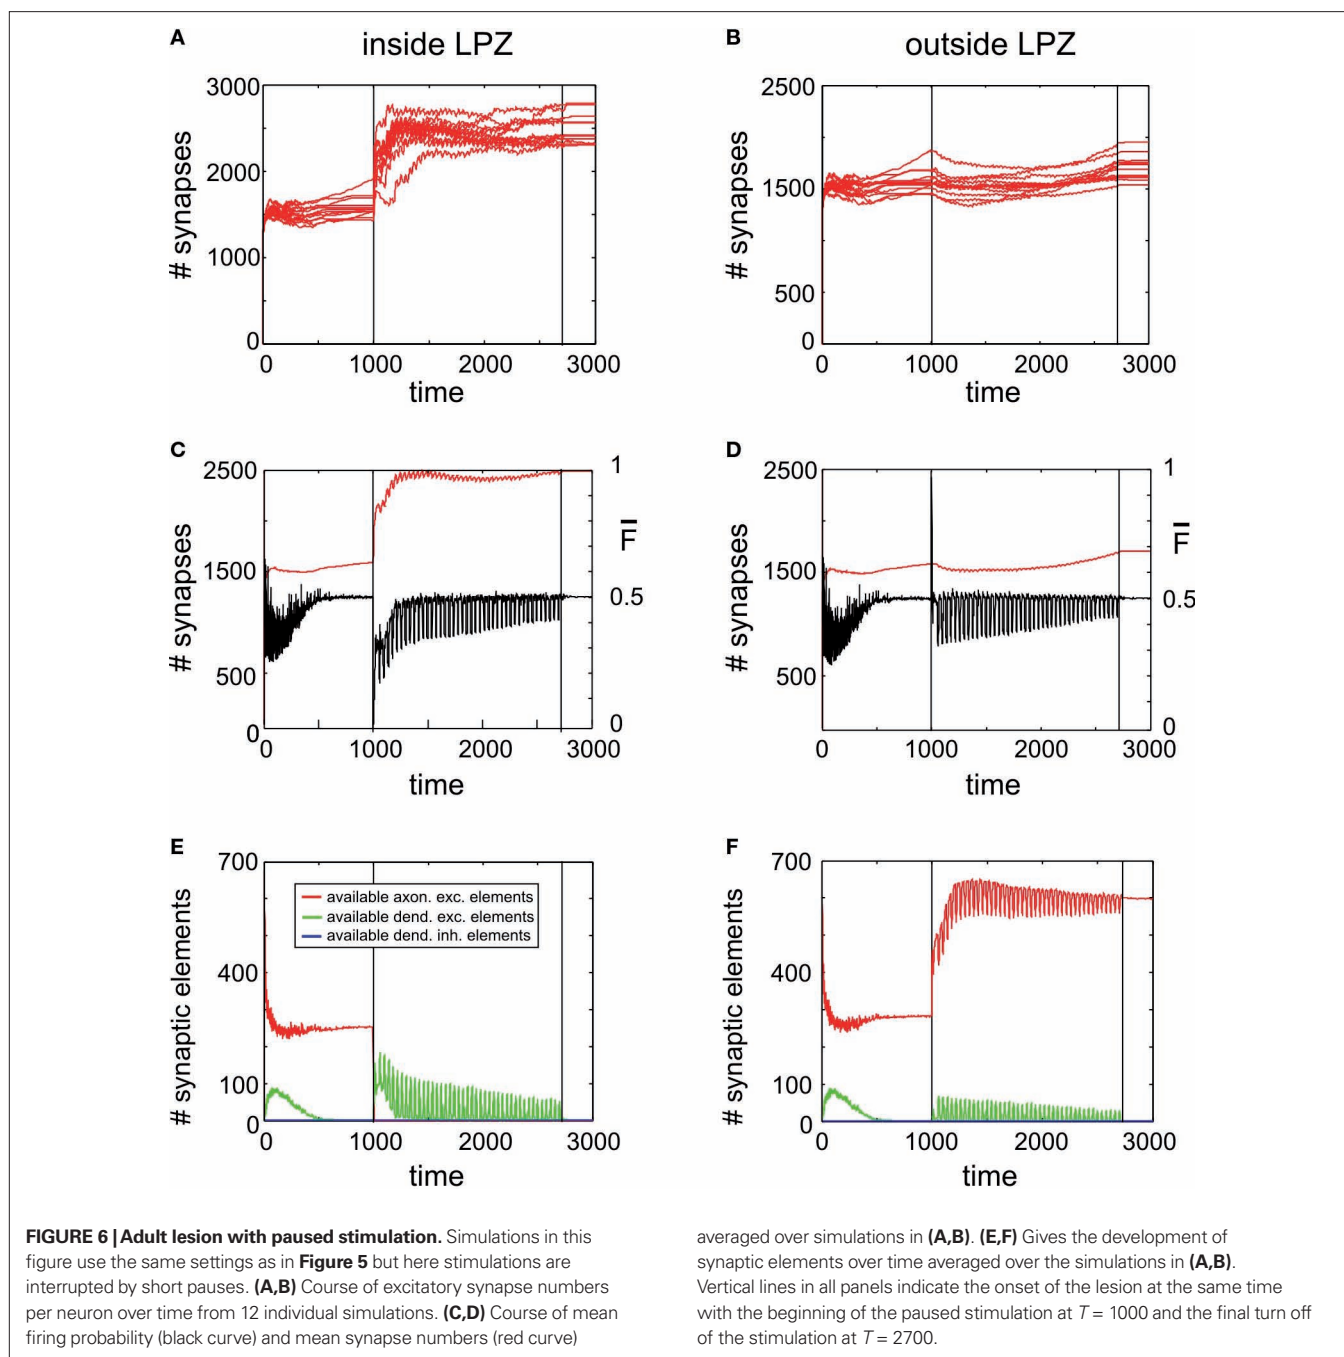 A
inside LPZ
# synapses
3000
2000
1000
0
0
1000
2000
3000
time
B
outside LPZ
# synapses
2500
1500
500
0
0
1000
2000
3000
time
C
# synapses
2500
1500
500
0
1
F
0.5
0
0
1000
2000
3000
time
D
# synapses
2500
1500
500
0
1
F
0.5
0
0
1000
2000
3000
time
E
# synaptic elements
700
400
100
0
available axon. exc. elements
available dend. exc. elements
available dend. inh. elements
0
1000
2000
3000
time
F
# synaptic elements
700
400
100
0
0
1000
2000
3000
time
FIGURE 6 | Adult lesion with paused stimulation. Simulations in this
figure use the same settings as in Figure 5 but here stimulations are
interrupted by short pauses. (A,B) Course of excitatory synapse numbers
per neuron over time from 12 individual simulations. (C,D) Course of mean
firing probability (black curve) and mean synapse numbers (red curve)
averaged over simulations in (A,B). (E,F) Gives the development of
synaptic elements over time averaged over the simulations in (A,B).
Vertical lines in all panels indicate the onset of the lesion at the same time
with the beginning of the paused stimulation at T = 1000 and the final turn off
of the stimulation at T = 2700.